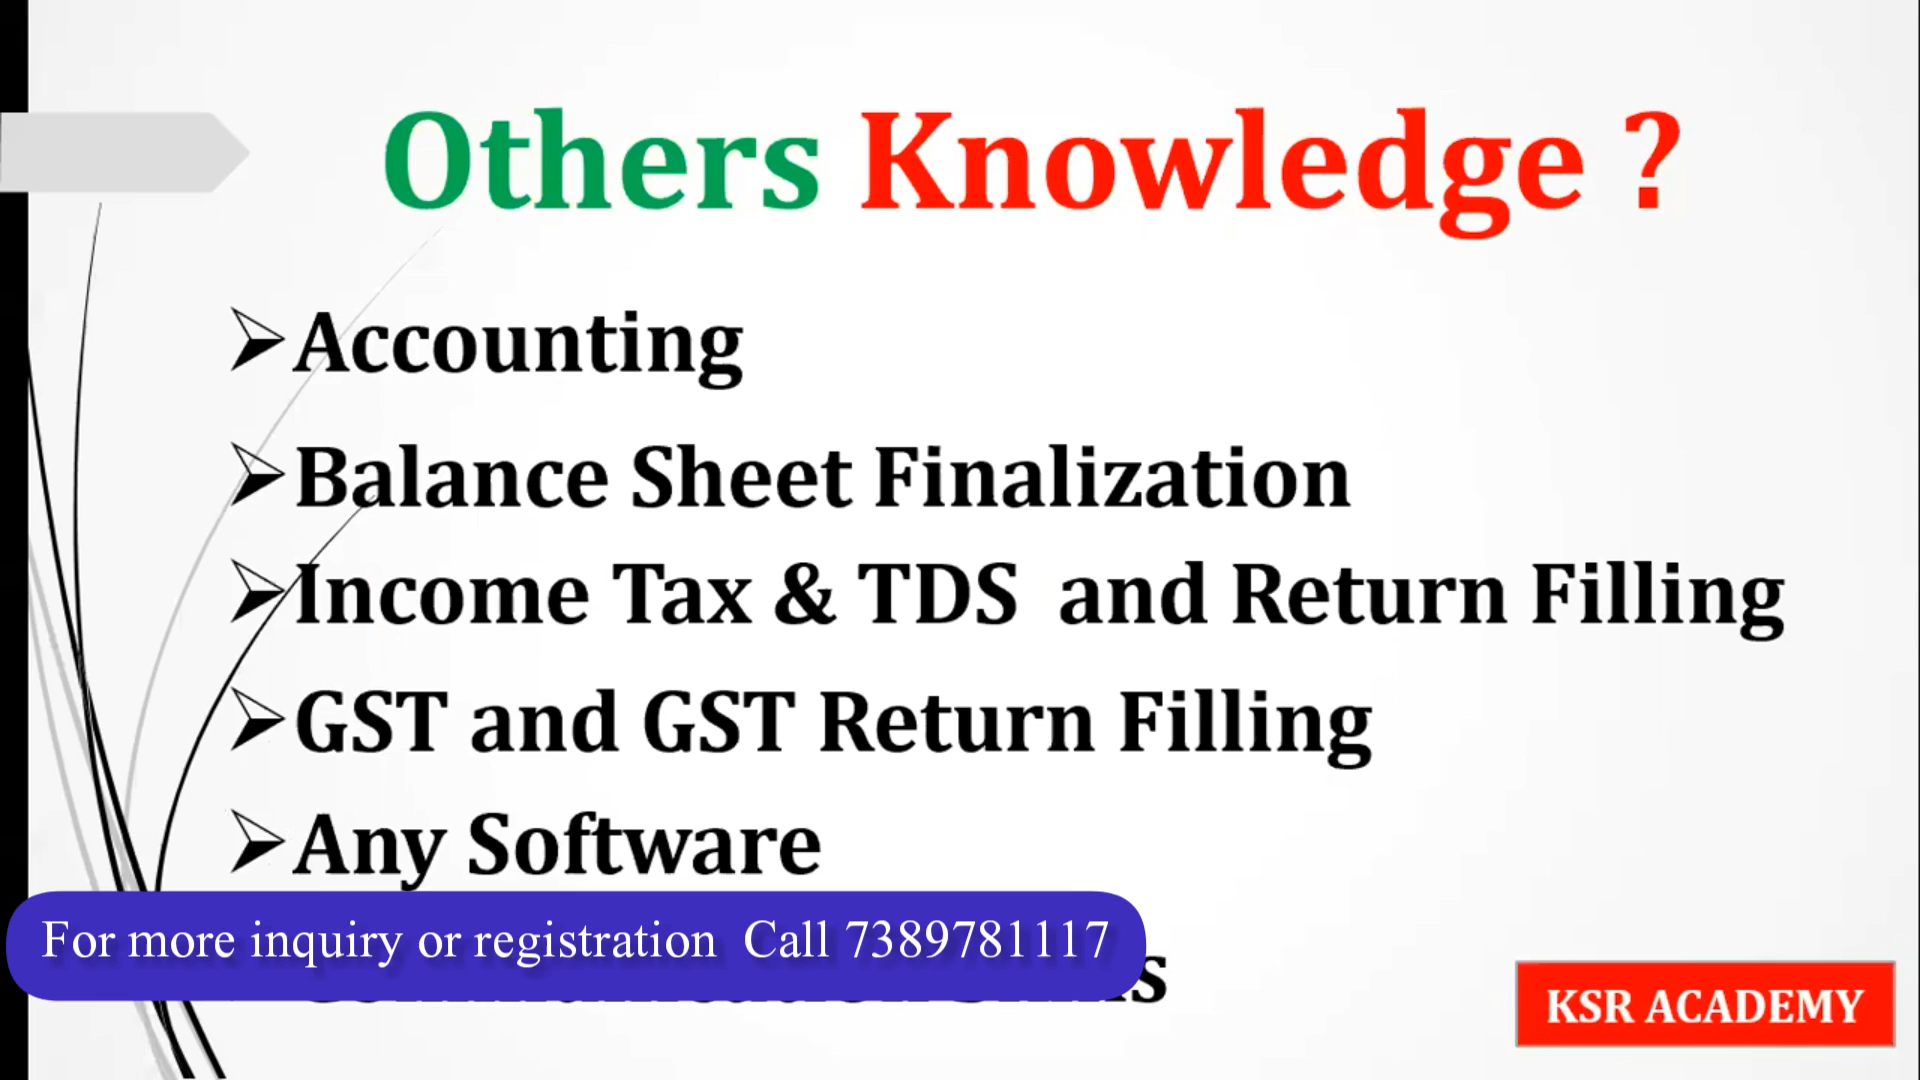 Others Knowledge ?
Accounting
Balance Sheet Finalization
Income Tax & TDS and Return Filling
GST and GST Return Filling
Any Software
For more inquiry or registration Call 7389781117
KSR ACADEMY